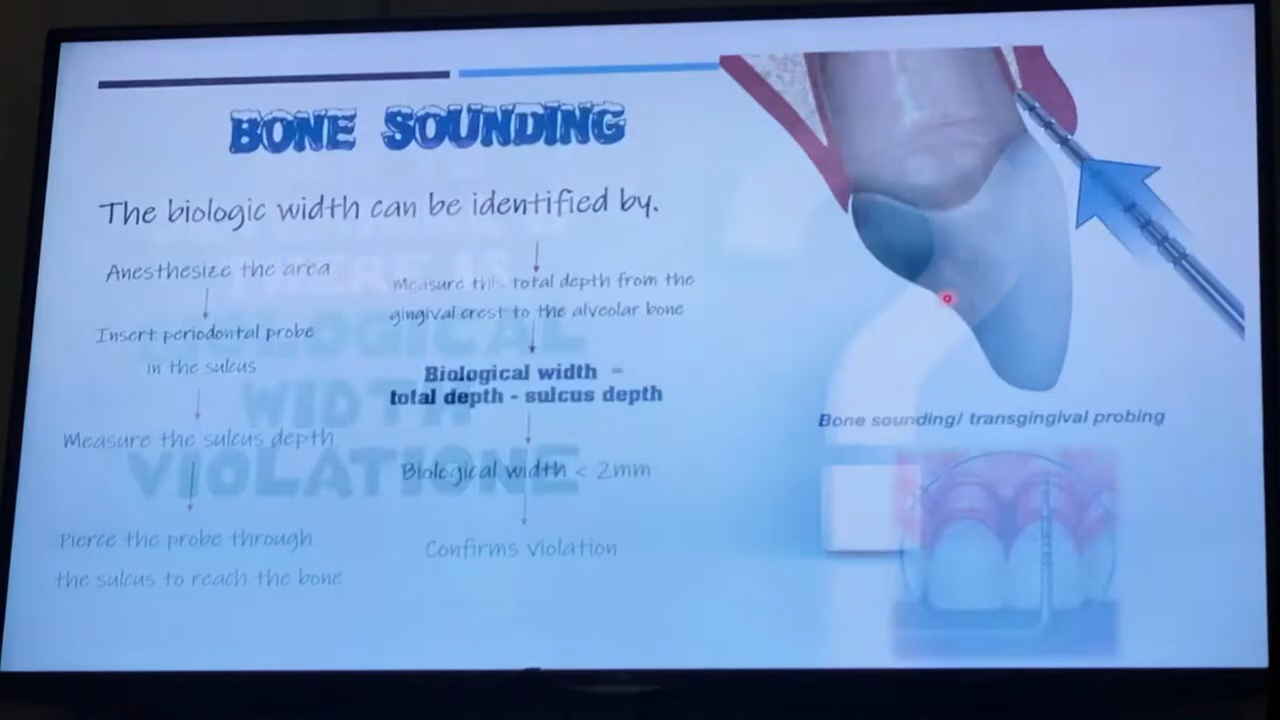 BONE SOUNDING
The biologic width can be identified by.
Anesthesize the area
Insert periodontal probe
in the sulcus
Measure the sulcus depth
Pierce the probe through
the sulcus to reach the bone
Measure this total depth from the
gingival crest to the alveolar bone
Biological width =
total depth - sulcus depth
Biological width < 2mm
Confirms Violation
Bone sounding/ transgingival probing
BIOLOGICAL
WIDTH
VIOLATIONS